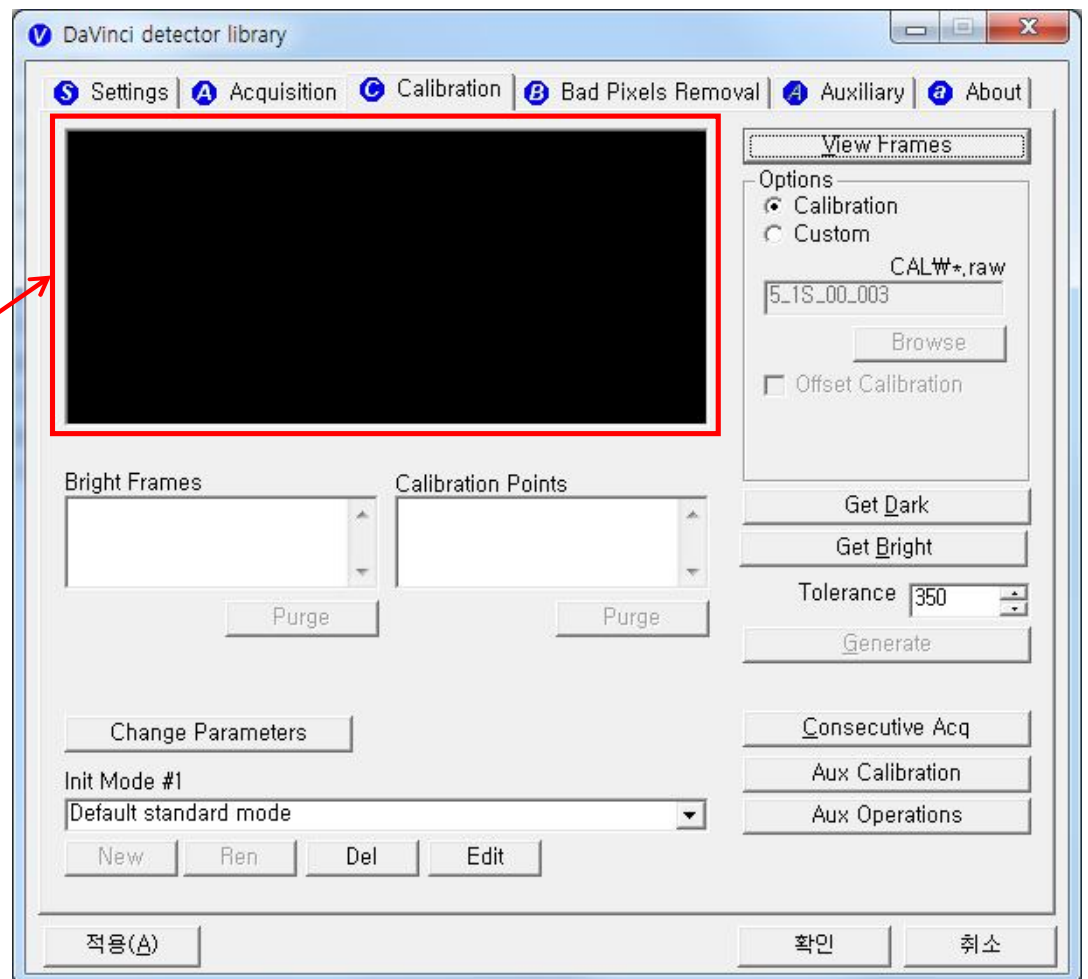 DaVinci detector library
Settings Acquisition Calibration Bad Pixels Removal Auxiliary About
View Frames
Options
Calibration
Custom
CAL₩*.raw
5_1S_00_003
Browse
Offset Calibration
Bright Frames
Calibration Points
Purge
Purge
Get Dark
Get Bright
Tolerance 350
Generate
Change Parameters
Consecutive Acq
Init Mode #1
Aux Calibration
Default standard mode
Aux Operations
New Ren Del Edit
적용(A) 확인 취소